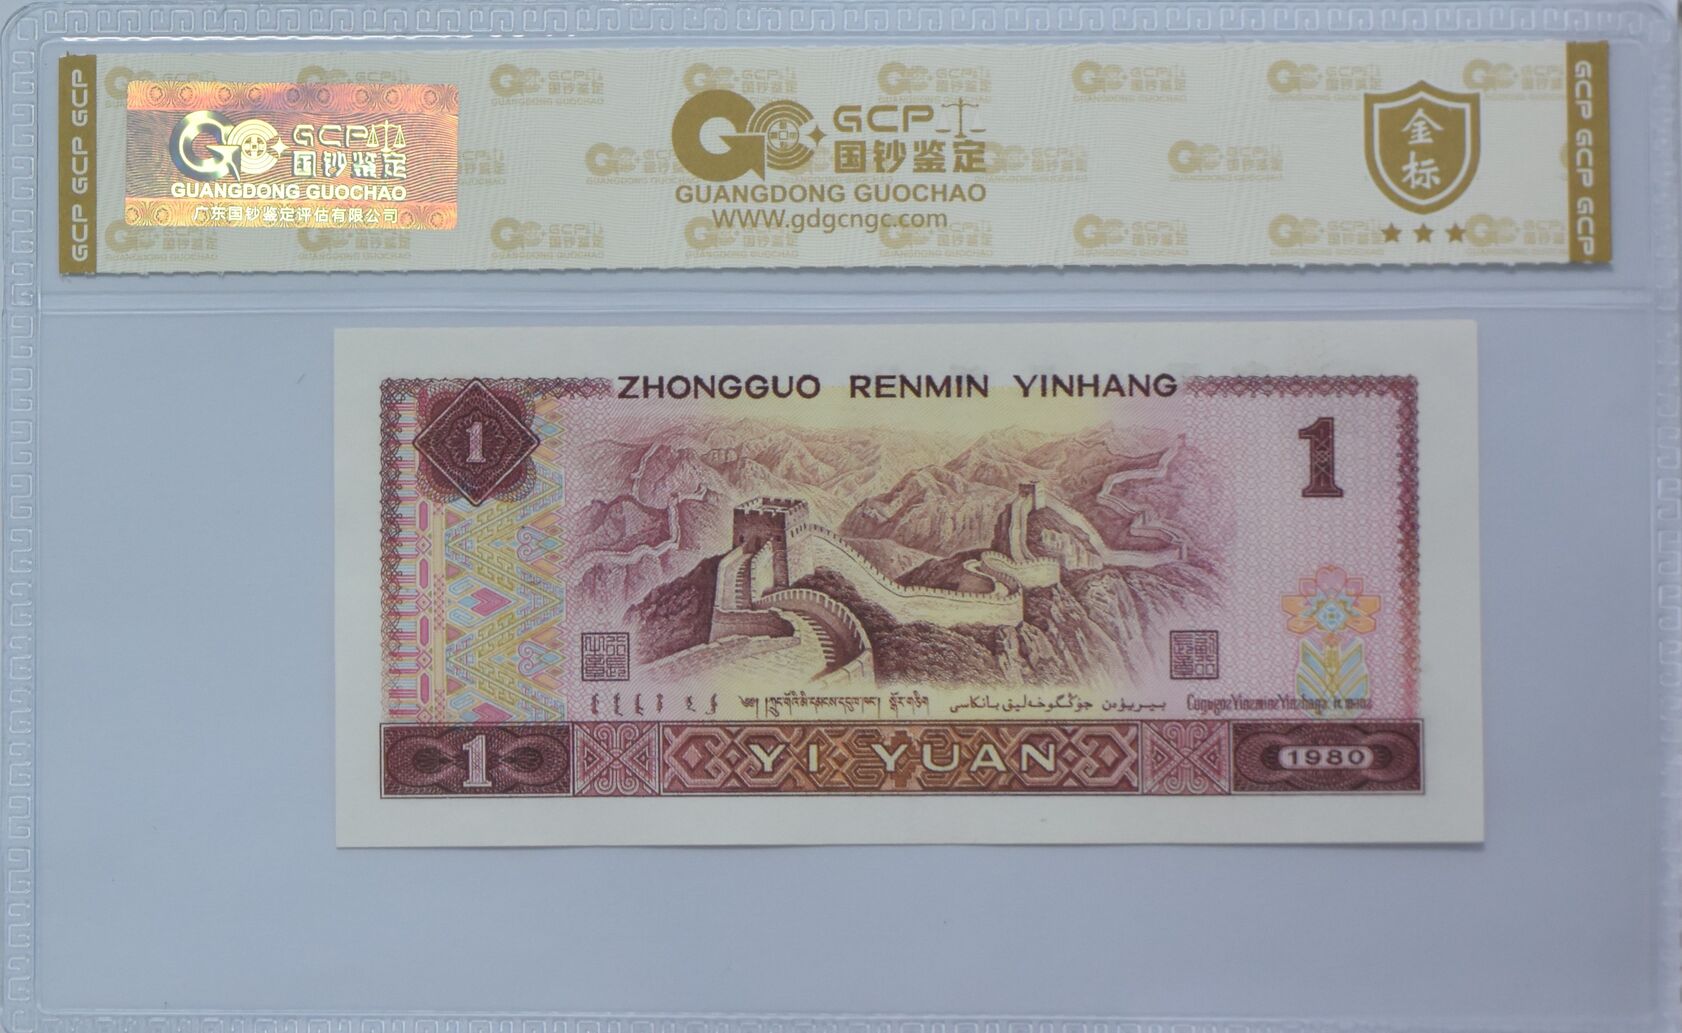 GCP GCP GCP
GCP
国钞鉴定
GUANGDONG GUOCHAO
广东国钞鉴定评估有限公司
GCP
国钞鉴定
GUANGDONG GUOCHAO
WWW.gdgcngc.com
金标
GCP GCP GCP
ZHONGGUO RENMIN YINHANG
1
1
1
YI YUAN
1980